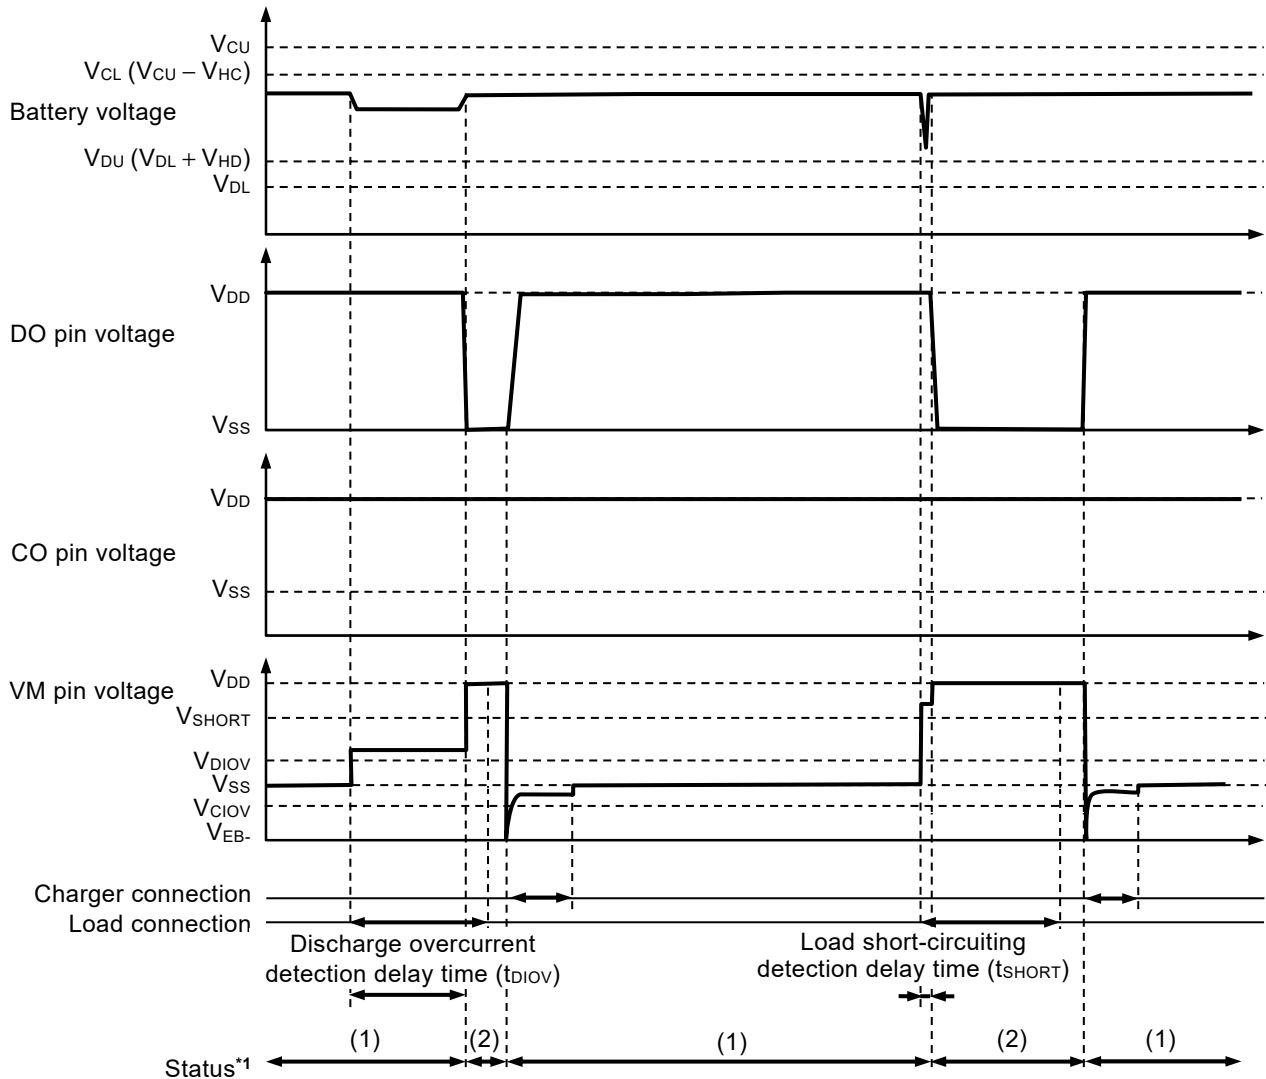 VCU
VCL (VCU − VHC)
Battery voltage
VDU (VDL + VHD)
VDL
VDD
DO pin voltage
VSS
VDD
CO pin voltage
VSS
VDD
VM pin voltage
VSHORT
VDIOV
VSS
VCIOV
VEB-
Charger connection
Load connection
Discharge overcurrent
detection delay time (tDIOV)
Load short-circuiting
detection delay time (tSHORT)
(1) (2) (1) (2) (1)
Status*1